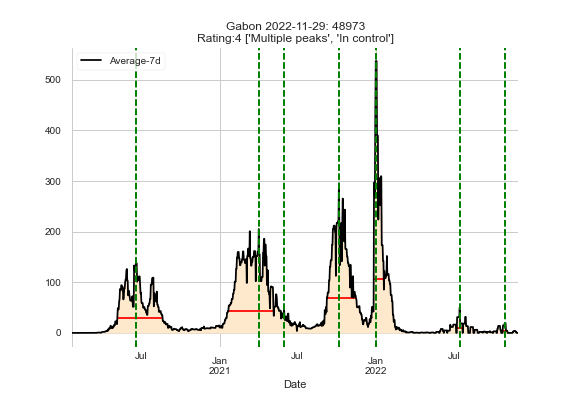 Gabon 2022-11-29: 48973
Rating:4 ['Multiple peaks', 'In control']
Average-7d
500
400
300
200
100
0
Jul
Jan
2021
Jul
Jan
2022
Jul
Date